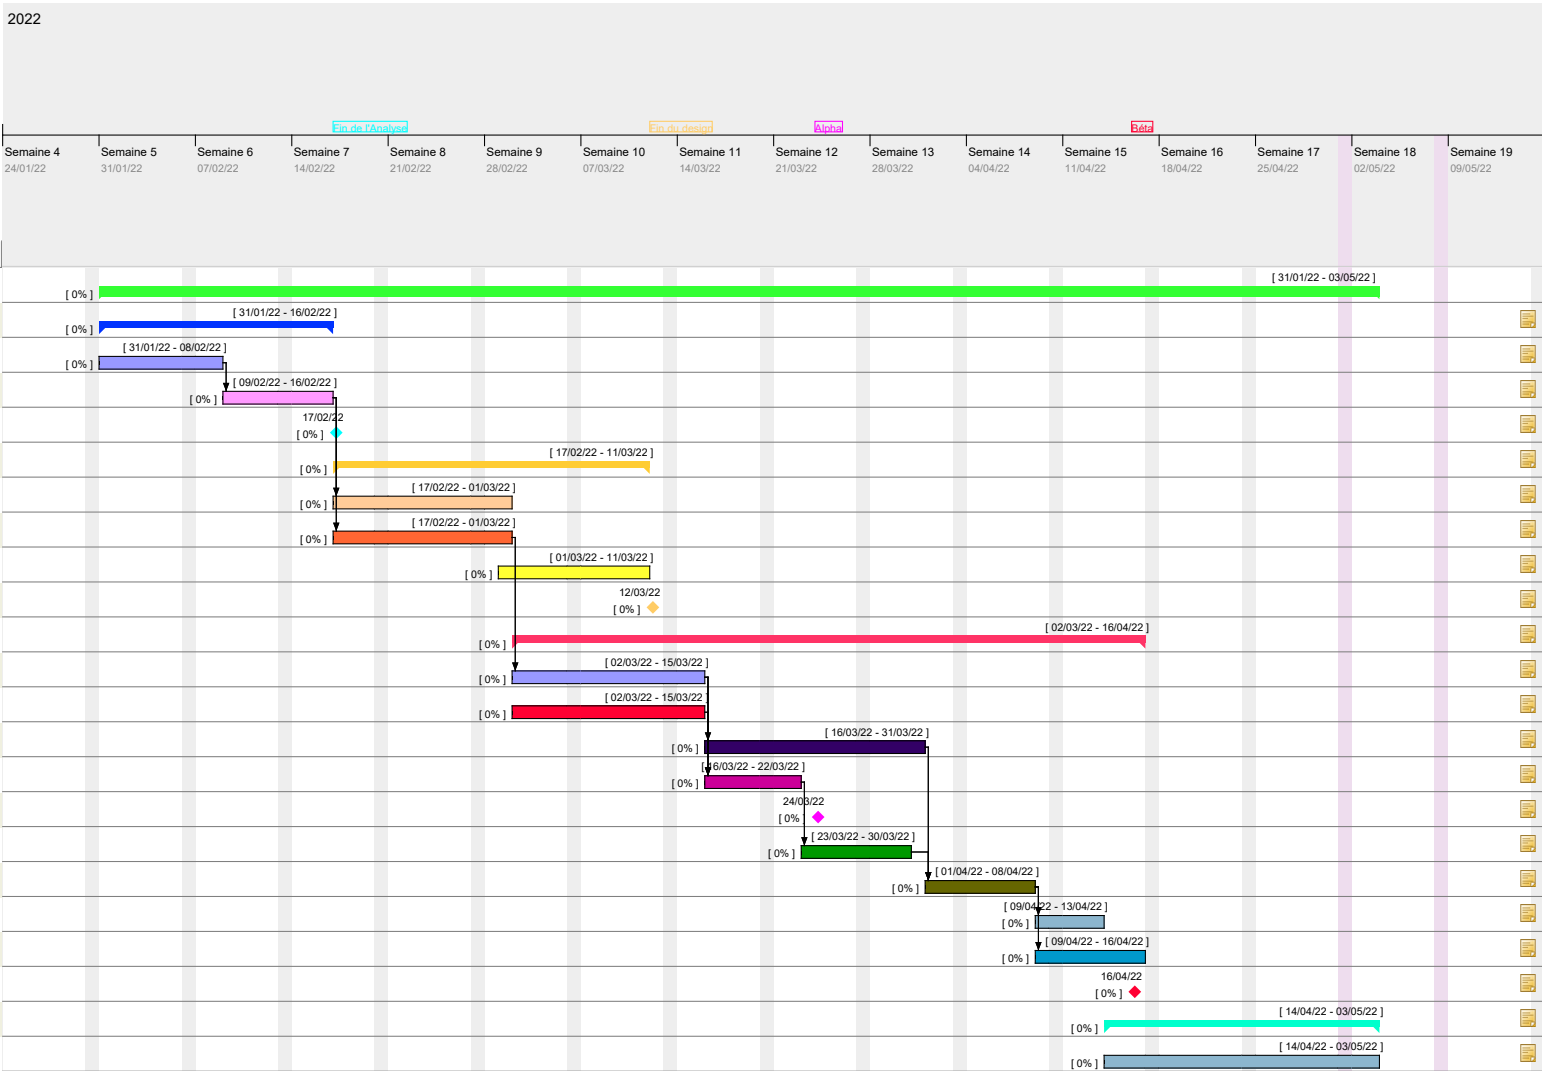 2022
Fin de l'Analyse
Fin du design
Alpha
Béta
Semaine 4
Semaine 5
Semaine 6
Semaine 7
Semaine 8
Semaine 9
Semaine 10
Semaine 11
Semaine 12
Semaine 13
Semaine 14
Semaine 15
Semaine 16
Semaine 17
Semaine 18
Semaine 19
24/01/22
31/01/22
07/02/22
14/02/22
21/02/22
28/02/22
07/03/22
14/03/22
21/03/22
28/03/22
04/04/22
11/04/22
18/04/22
25/04/22
02/05/22
09/05/22
[ 31/01/22 - 03/05/22 ]
[ 0% ]
[ 31/01/22 - 16/02/22 ]
[ 0% ]
[ 31/01/22 - 08/02/22 ]
[ 0% ]
[ 09/02/22 - 16/02/22 ]
[ 0% ]
17/02/22
[ 0% ]
[ 17/02/22 - 11/03/22 ]
[ 0% ]
[ 17/02/22 - 01/03/22 ]
[ 0% ]
[ 17/02/22 - 01/03/22 ]
[ 0% ]
[ 01/03/22 - 11/03/22 ]
[ 0% ]
12/03/22
[ 0% ]
[ 02/03/22 - 16/04/22 ]
[ 0% ]
[ 02/03/22 - 15/03/22 ]
[ 0% ]
[ 02/03/22 - 15/03/22 ]
[ 0% ]
[ 16/03/22 - 31/03/22 ]
[ 0% ]
[ 16/03/22 - 22/03/22 ]
[ 0% ]
24/03/22
[ 0% ]
[ 23/03/22 - 30/03/22 ]
[ 0% ]
[ 01/04/22 - 08/04/22 ]
[ 0% ]
[ 09/04/22 - 13/04/22 ]
[ 0% ]
[ 09/04/22 - 16/04/22 ]
[ 0% ]
16/04/22
[ 0% ]
[ 14/04/22 - 03/05/22 ]
[ 0% ]
[ 14/04/22 - 03/05/22 ]
[ 0% ]